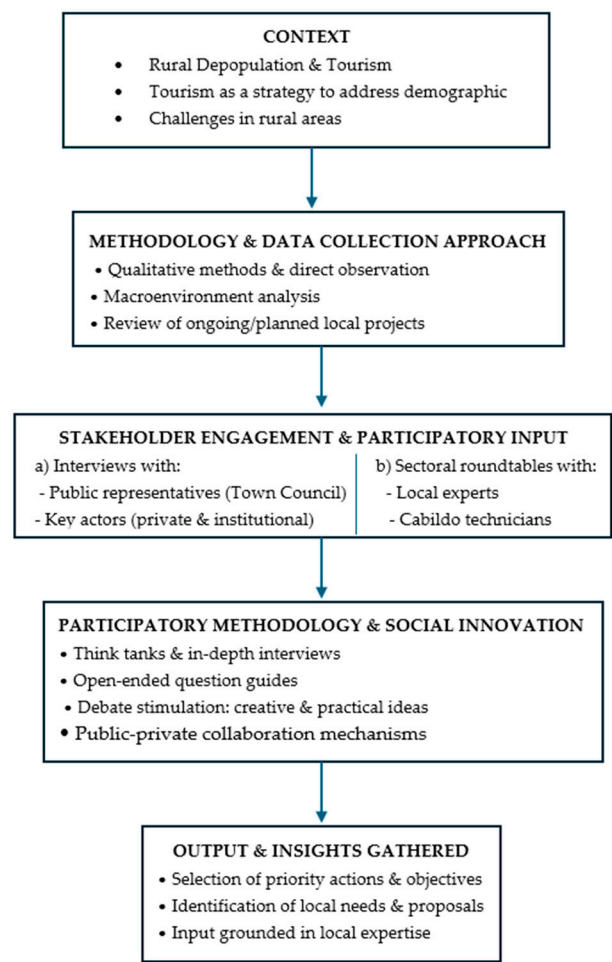 CONTEXT
• Rural Depopulation & Tourism
• Tourism as a strategy to address demographic
• Challenges in rural areas
METHODOLOGY & DATA COLLECTION APPROACH
• Qualitative methods & direct observation
• Macroenvironment analysis
• Review of ongoing/planned local projects
STAKEHOLDER ENGAGEMENT & PARTICIPATORY INPUT
a) Interviews with:
- Public representatives (Town Council)
- Key actors (private & institutional)
b) Sectoral roundtables with:
- Local experts
- Cabildo technicians
PARTICIPATORY METHODOLOGY & SOCIAL INNOVATION
• Think tanks & in-depth interviews
• Open-ended question guides
• Debate stimulation: creative & practical ideas
• Public-private collaboration mechanisms
OUTPUT & INSIGHTS GATHERED
• Selection of priority actions & objectives
• Identification of local needs & proposals
• Input grounded in local expertise